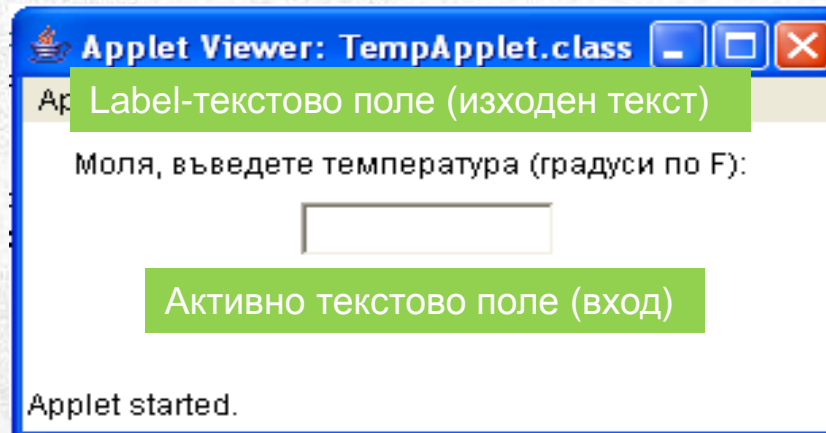 Applet Viewer: TempApplet.class
Ap
Label-текстово поле (изходен текст)
Моля, въведете температура (градуси по F):
Активно текстово поле (вход)
Applet started.